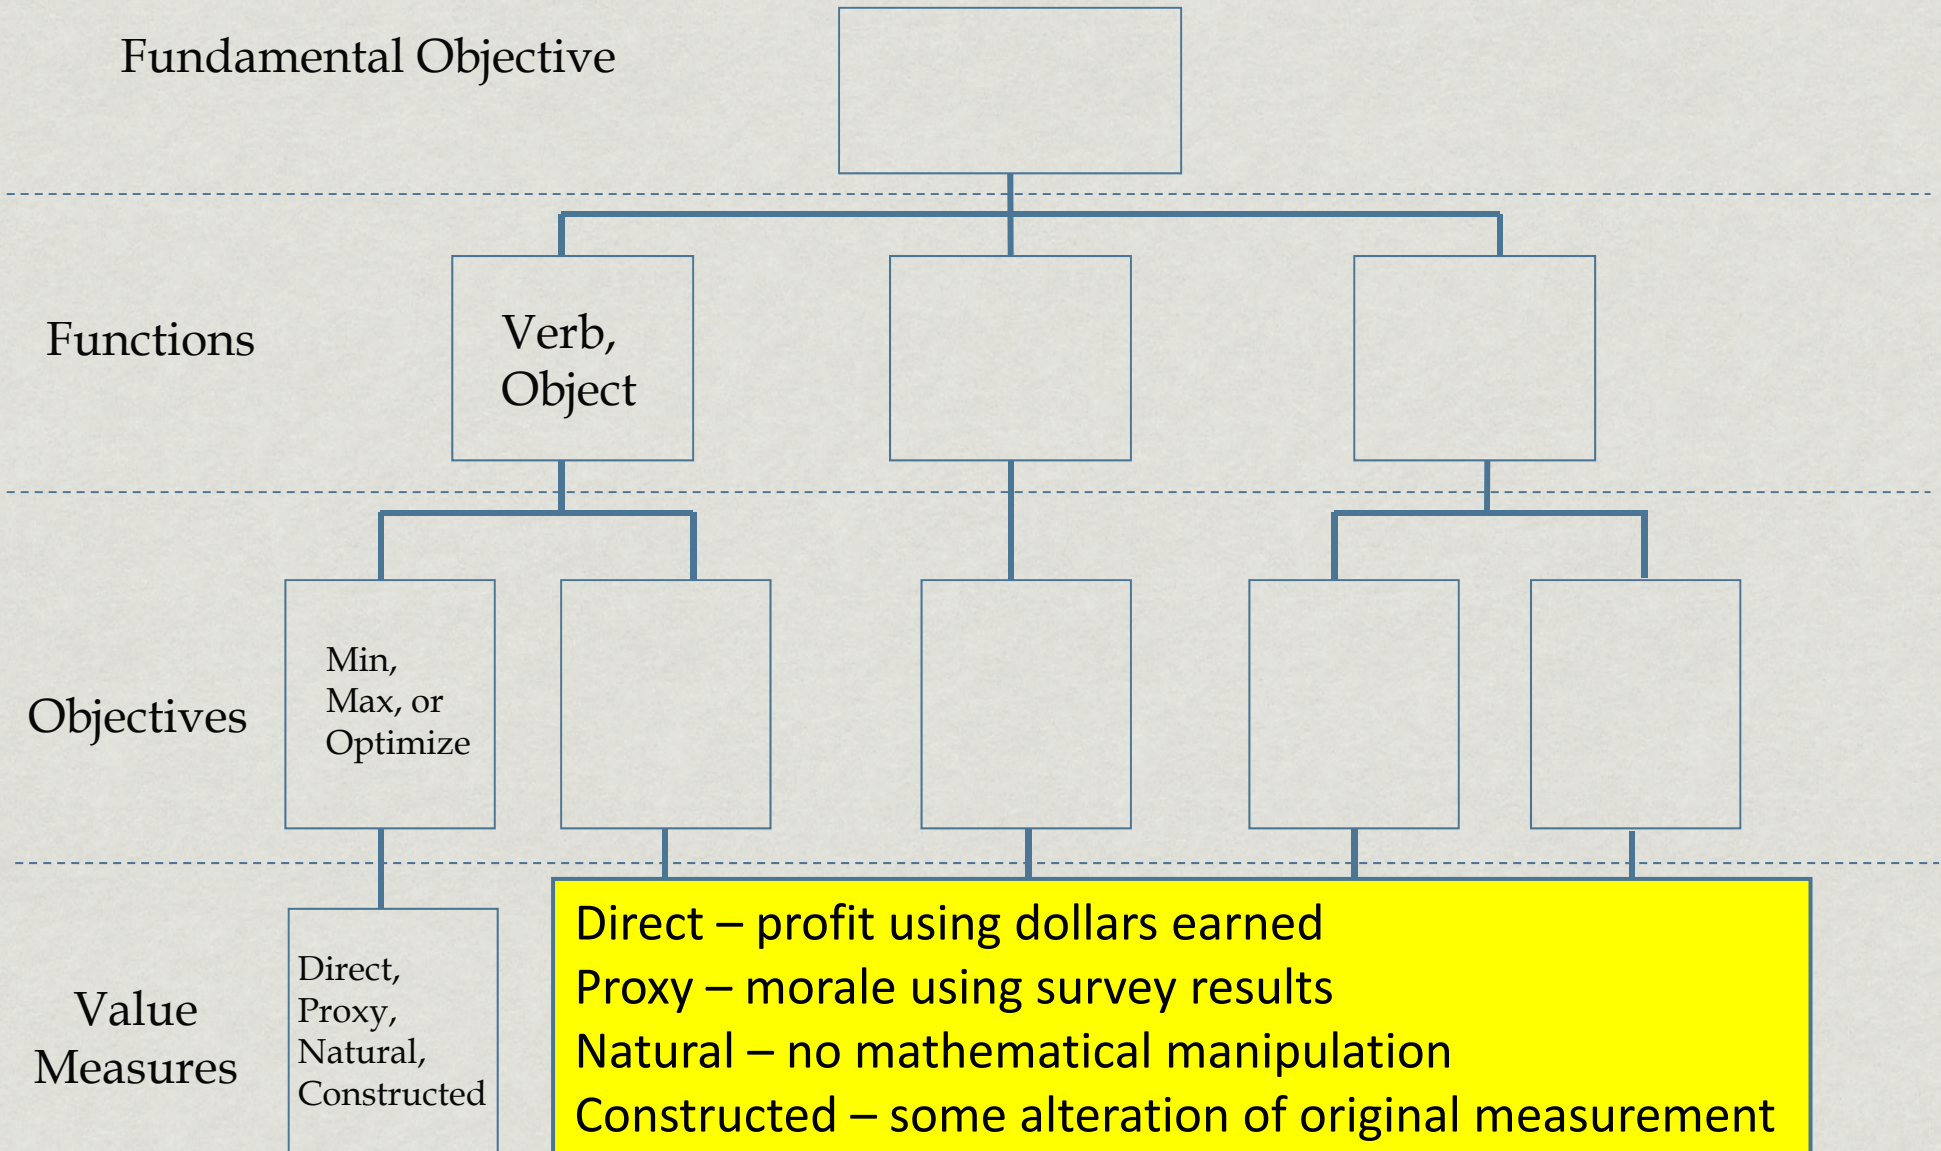 Fundamental Objective
Functions
Verb,
Object
Objectives
Min,
Max, or
Optimize
Value
Measures
Direct,
Proxy,
Natural,
Constructed
Direct – profit using dollars earned
Proxy – morale using survey results
Natural – no mathematical manipulation
Constructed – some alteration of original measurement